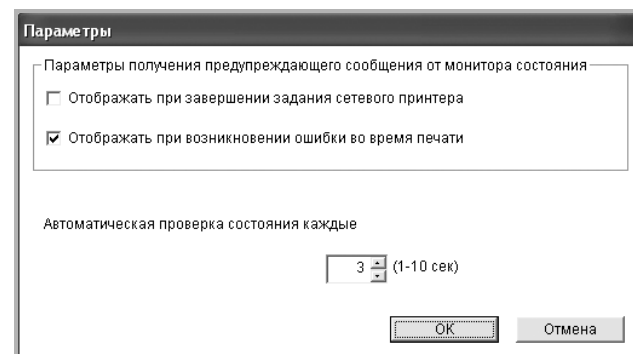 Параметры
Параметры получения предупреждающего сообщения от монитора состояния
Отображать при завершении задания сетевого принтера
Отображать при возникновении ошибки во время печати
Автоматическая проверка состояния каждые
3 (1-10 сек)
OK Отмена